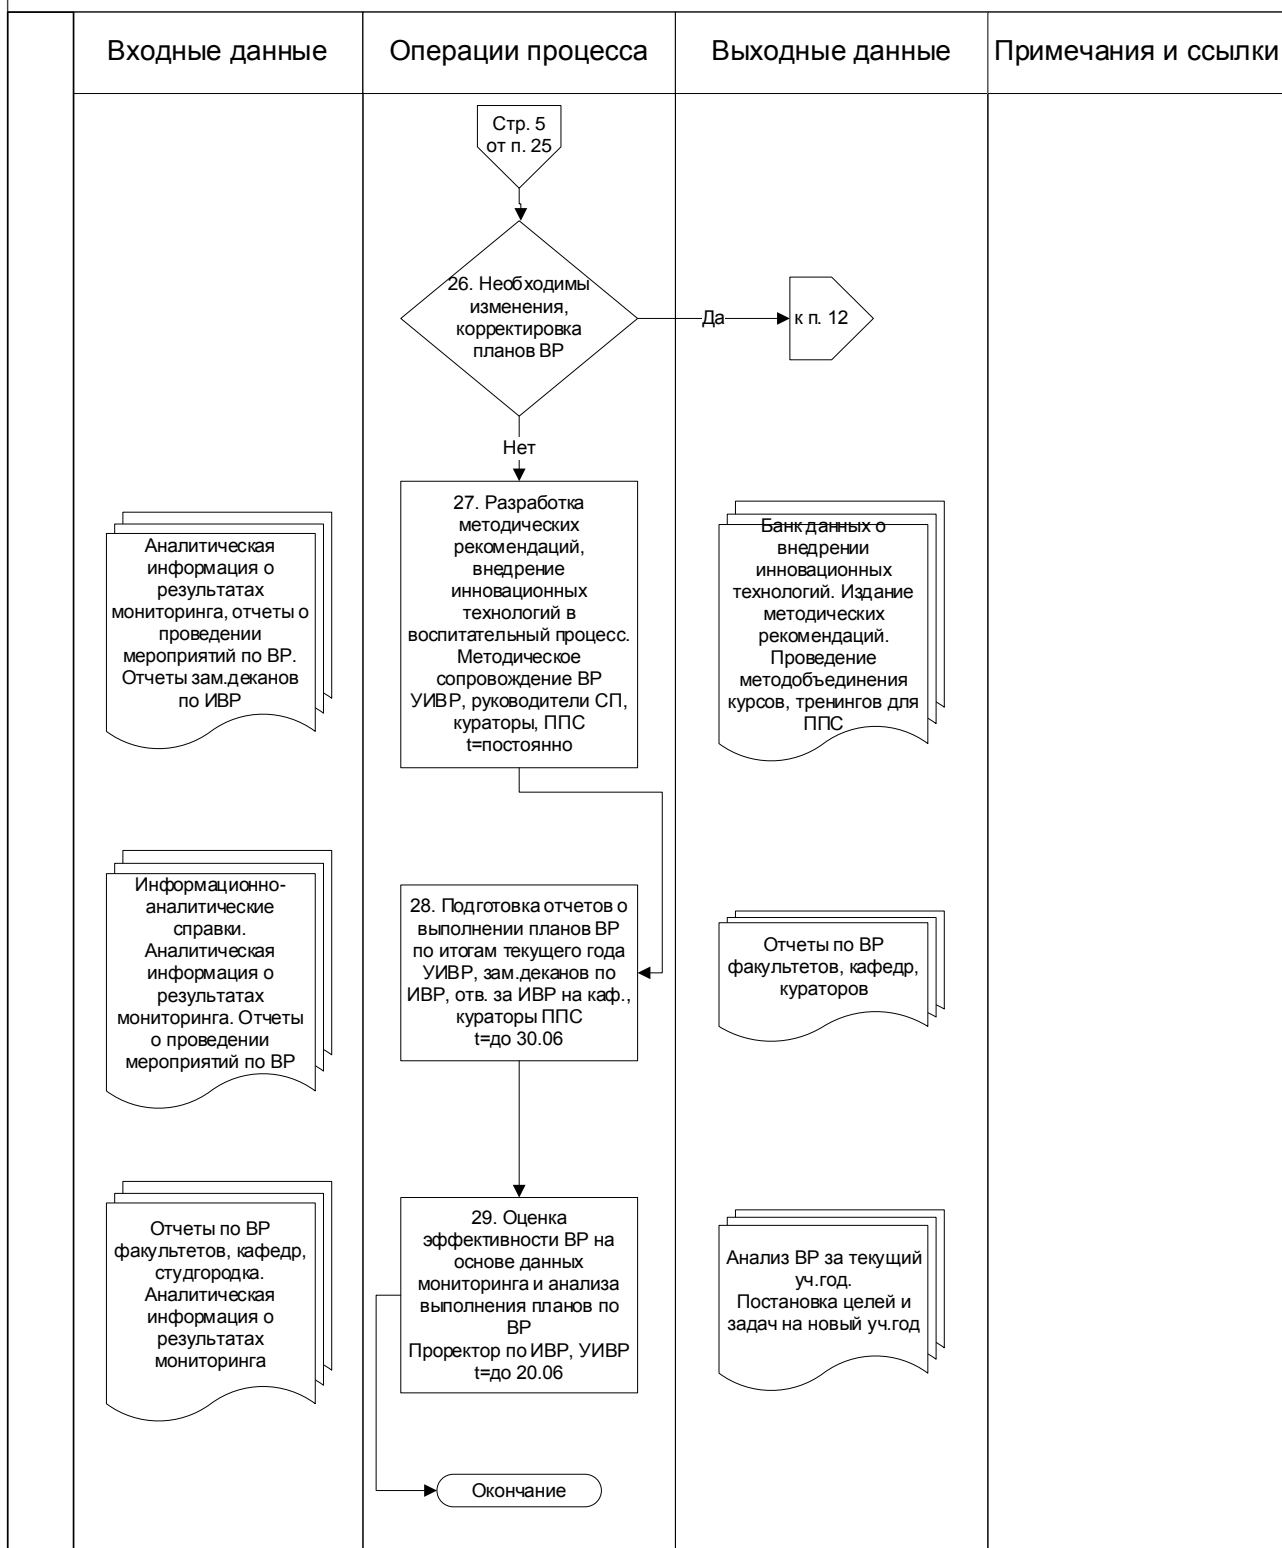 Входные данные
Операции процесса
Выходные данные
Примечания и ссылки
Стр. 5
от п. 25
26. Необходимы
изменения,
корректировка
планов ВР
Да
к п. 12
Нет
Аналитическая
информация о
результатах
мониторинга, отчеты о
проведении
мероприятий по ВР.
Отчеты зам.деканов
по ИВР
27. Разработка
методических
рекомендаций,
внедрение
инновационных
технологий в
воспитательный процесс.
Методическое
сопровождение ВР
УИВР, руководители СП,
кураторы, ППС
t=постоянно
Банк данных о
внедрении
инновационных
технологий. Издание
методических
рекомендаций.
Проведение
методобъединения
курсов, тренингов для
ППС
Информационно-
аналитические
справки.
Аналитическая
информация о
результатах
мониторинга. Отчеты
о проведении
мероприятий по ВР
28. Подготовка отчетов о
выполнении планов ВР
по итогам текущего года
УИВР, зам.деканов по
ИВР, отв. за ИВР на каф.,
кураторы ППС
t=до 30.06
Отчеты по ВР
факультетов, кафедр,
кураторов
Отчеты по ВР
факультетов, кафедр,
студгородка.
Аналитическая
информация о
результатах
мониторинга
29. Оценка
эффективности ВР на
основе данных
мониторинга и анализа
выполнения планов по
ВР
Проректор по ИВР, УИВР
t=до 20.06
Анализ ВР за текущий
уч.год.
Постановка целей и
задач на новый уч.год
Окончание